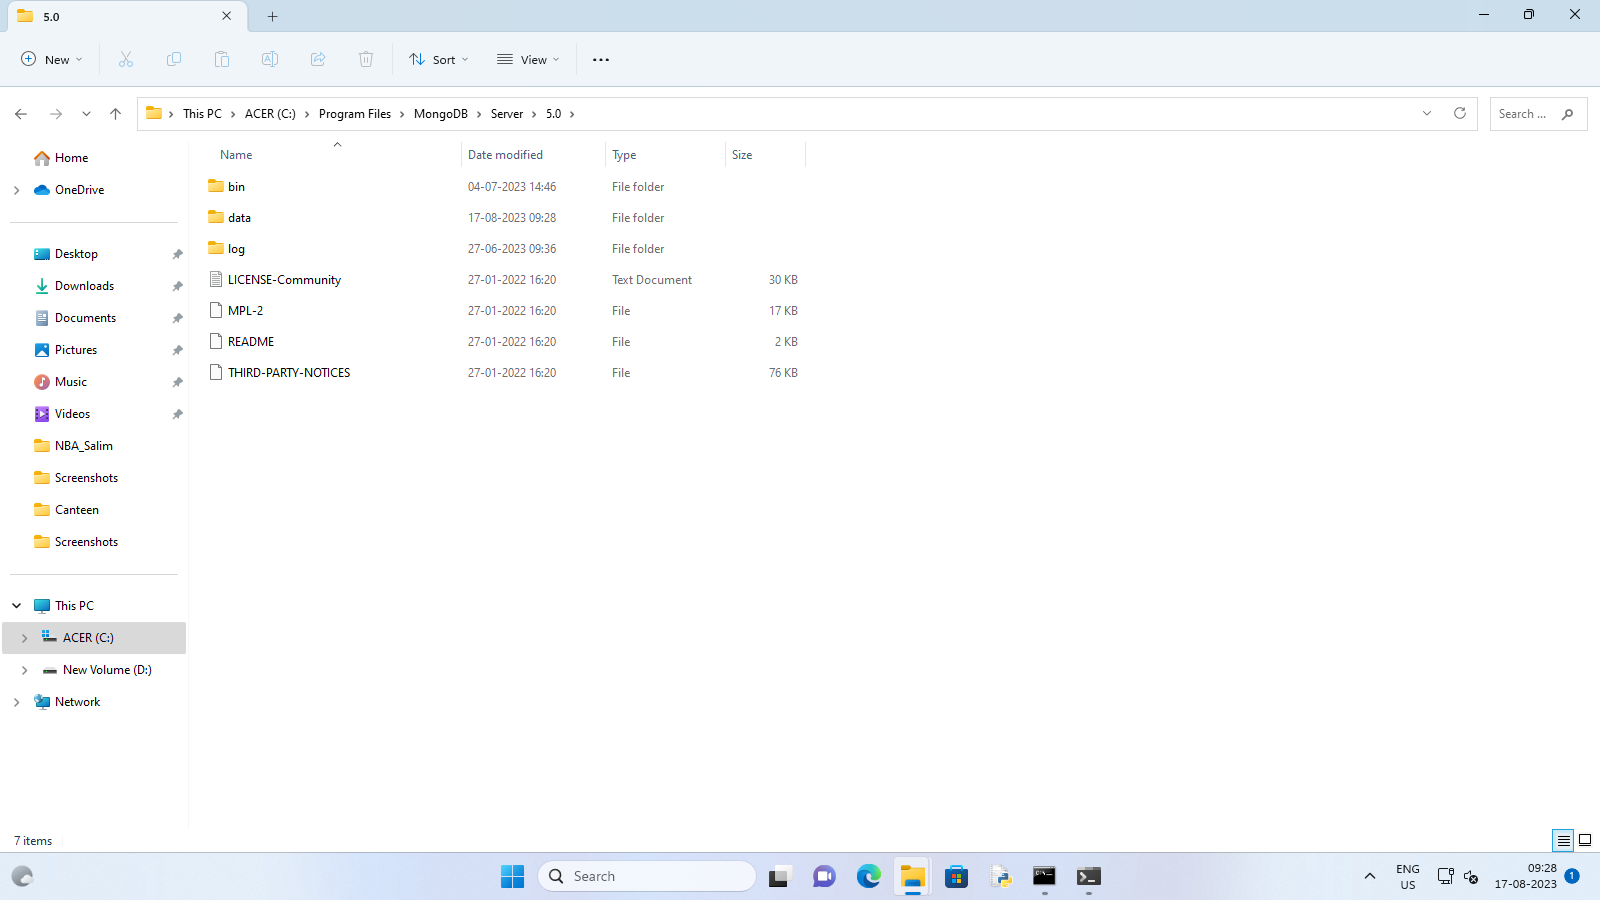 5.0
New
Sort
View
This PC > ACER (C:) > Program Files > MongoDB > Server > 5.0 >
Search ...
Home
OneDrive
Desktop
Downloads
Documents
Pictures
Music
Videos
NBA_Salim
Screenshots
Canteen
Screenshots
This PC
ACER (C:)
New Volume (D:)
Network
Name Date modified Type Size
bin 04-07-2023 14:46 File folder
data 17-08-2023 09:28 File folder
log 27-06-2023 09:36 File folder
LICENSE-Community 27-01-2022 16:20 Text Document 30 KB
MPL-2 27-01-2022 16:20 File 17 KB
README 27-01-2022 16:20 File 2 KB
THIRD-PARTY-NOTICES 27-01-2022 16:20 File 76 KB
7 items
Search
ENG
US
09:28
17-08-2023
1